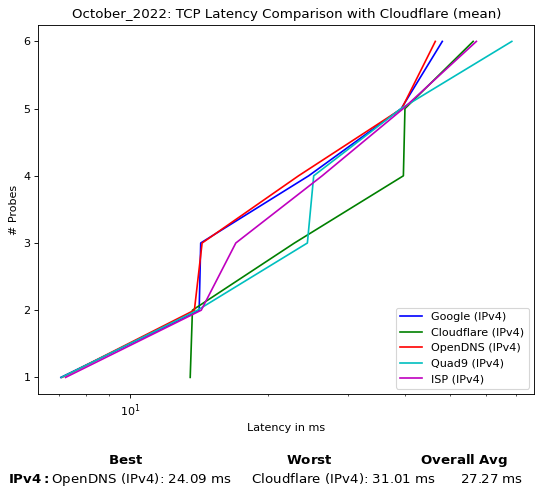 October_2022: TCP Latency Comparison with Cloudflare (mean)
6
5
4
3
2
1
# Probes
10¹
Latency in ms
Google (IPv4)
Cloudflare (IPv4)
OpenDNS (IPv4)
Quad9 (IPv4)
ISP (IPv4)
Best Worst Overall Avg
IPv4: OpenDNS (IPv4): 24.09 ms Cloudflare (IPv4): 31.01 ms 27.27 ms